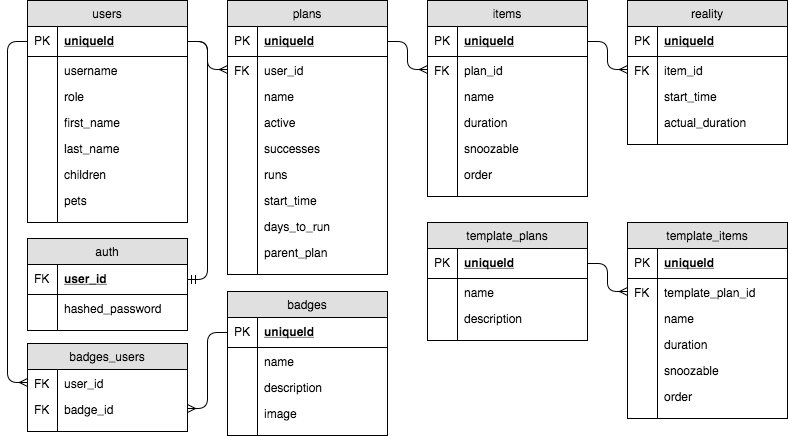 users
PK uniqueId
username
role
first_name
last_name
children
pets
plans
PK uniqueId
FK user_id
name
active
successes
runs
start_time
days_to_run
parent_plan
items
PK uniqueId
FK plan_id
name
duration
snoozable
order
reality
PK uniqueId
FK item_id
start_time
actual_duration
auth
FK user_id
hashed_password
badges_users
FK user_id
FK badge_id
badges
PK uniqueId
name
description
image
template_plans
PK uniqueId
name
description
template_items
PK uniqueId
FK template_plan_id
name
duration
snoozable
order